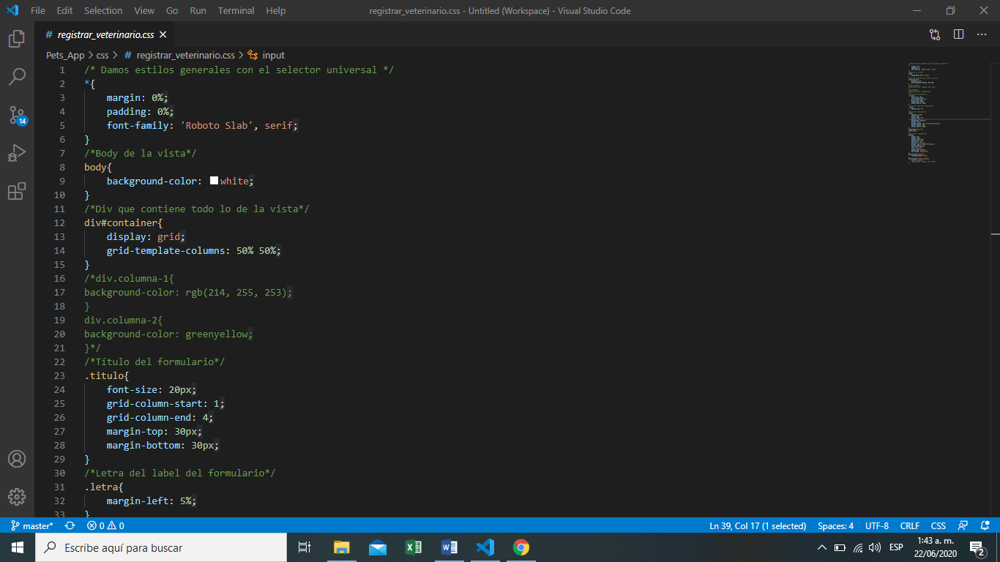 File Edit Selection View Go Run Terminal Help registrar_veterinario.css - Untitled (Workspace) - Visual Studio Code
# registrar_veterinario.css
Pets_App > css > # registrar_veterinario.css > input
1 /* Damos estilos generales con el selector universal */
2 *{
3 margin: 0%;
4 padding: 0%;
5 font-family: 'Roboto Slab', serif;
6 }
7 /*Body de la vista*/
8 body{
9 background-color: white;
10 }
11 /*Div que contiene todo lo de la vista*/
12 div#container{
13 display: grid;
14 grid-template-columns: 50% 50%;
15 }
16 /*div.columna-1{
17 background-color: rgb(214, 255, 253);
18 }
19 div.columna-2{
20 background-color: greenyellow;
21 }*/
22 /*Título del formulario*/
23 .titulo{
24 font-size: 20px;
25 grid-column-start: 1;
26 grid-column-end: 4;
27 margin-top: 30px;
28 margin-bottom: 30px;
29 }
30 /*Letra del label del formulario*/
31 .letra{
32 margin-left: 5%;
33 }
14
master* 0 0 Ln 39, Col 17 (1 selected) Spaces: 4 UTF-8 CRLF CSS
Escribe aquí para buscar
ESP
1:43 a. m.
22/06/2020
2